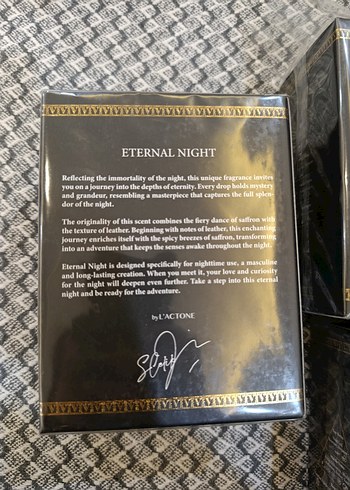 ETERNAL NIGHT
Reflecting the immortality of the night, this unique fragrance invites
you on a journey into the depths of eternity. Every drop holds mystery
and grandeur, resembling a masterpiece that captures the full splen-
dor of the night.
The originality of this scent combines the fiery dance of saffron with
the texture of leather. Beginning with notes of leather, this enchanting
journey enriches itself with the spicy breezes of saffron, transforming
into an adventure that keeps the senses awake throughout the night.
Eternal Night is designed specifically for nighttime use, a masculine
and long-lasting creation. When you meet it, your love and curiosity
for the night will deepen even further. Take a step into this eternal
night and be ready for the adventure.
by L'ACTONE